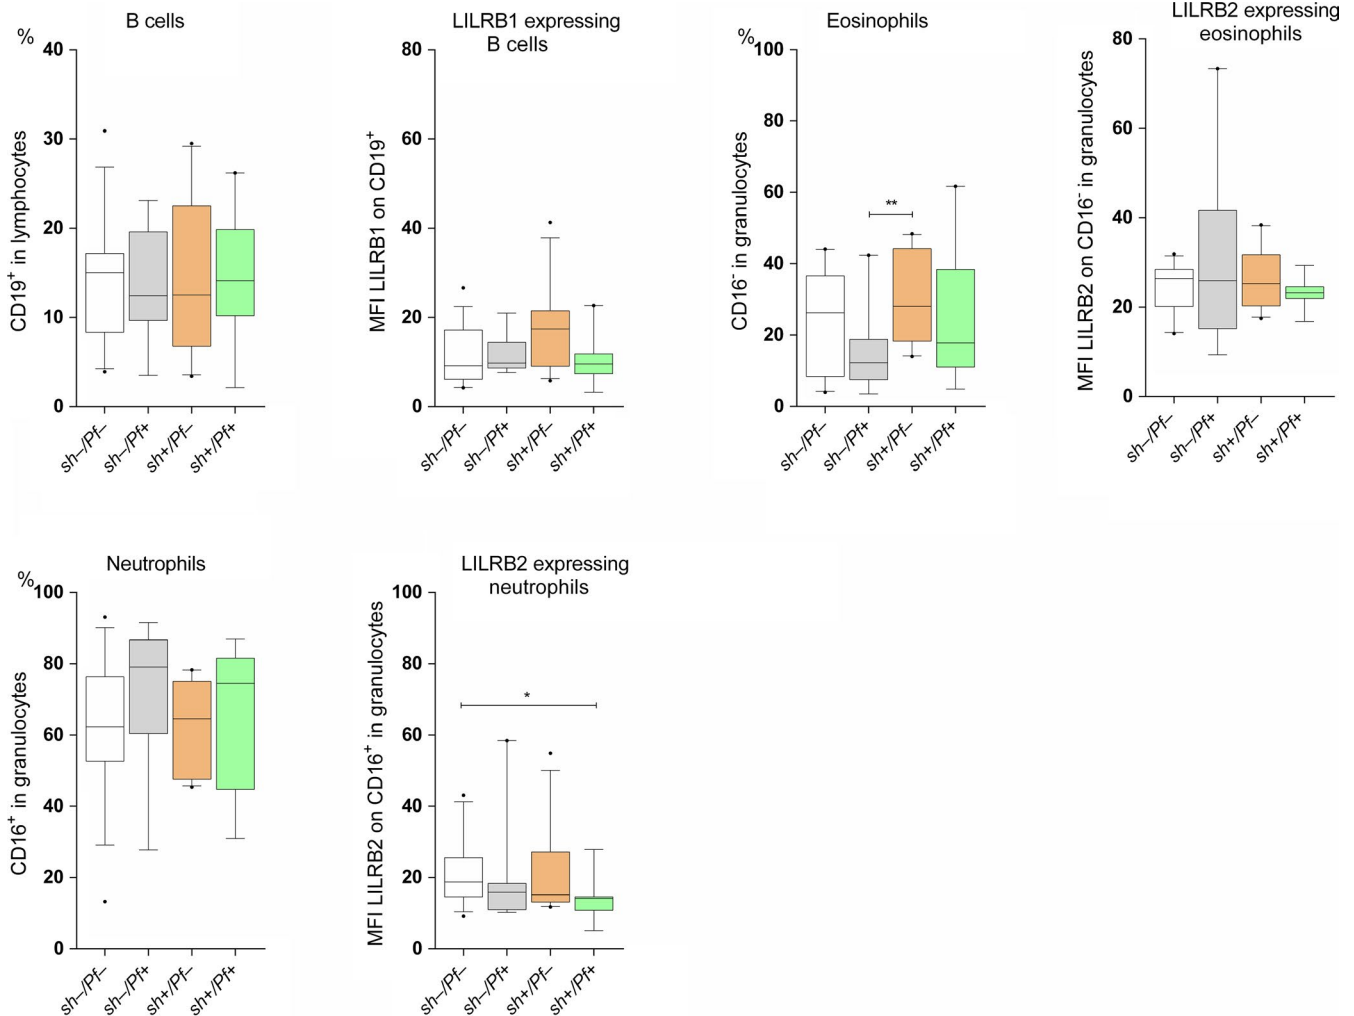 B cells
%
40
30
20
10
0
CD19⁺ in lymphocytes
sh–/Pf–
sh–/Pf+
sh+/Pf–
sh+/Pf+
LILRB1 expressing
B cells
80
60
40
20
0
MFI LILRB1 on CD19⁺
sh–/Pf–
sh–/Pf+
sh+/Pf–
sh+/Pf+
Eosinophils
%
100
80
60
40
20
0
CD16⁻ in granulocytes
**
sh–/Pf–
sh–/Pf+
sh+/Pf–
sh+/Pf+
LILRB2 expressing
eosinophils
80
60
40
20
0
MFI LILRB2 on CD16⁻ in granulocytes
sh–/Pf–
sh–/Pf+
sh+/Pf–
sh+/Pf+
Neutrophils
%
100
80
60
40
20
0
CD16⁺ in granulocytes
sh–/Pf–
sh–/Pf+
sh+/Pf–
sh+/Pf+
LILRB2 expressing
neutrophils
100
80
60
40
20
0
MFI LILRB2 on CD16⁺ in granulocytes
*
sh–/Pf–
sh–/Pf+
sh+/Pf–
sh+/Pf+